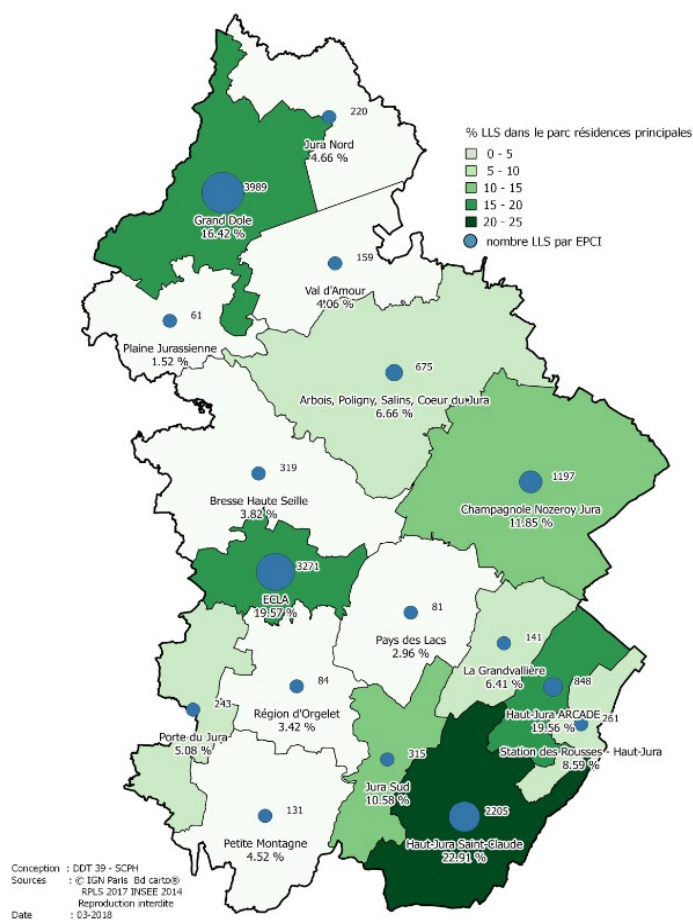 % LLS dans le parc résidences principales
0 - 5
5 - 10
10 - 15
15 - 20
20 - 25
nombre LLS par EPCI
220
Jura Nord
4.66 %
3989
Grand Dole
16.42 %
159
Val d'Amour
4.06 %
61
Plaine Jurassienne
1.52 %
675
Arbois, Poligny, Salins, Coeur du Jura
6.66 %
319
Bresse Haute Seille
3.82 %
1197
Champagnole Nozeroy Jura
11.85 %
3271
ECLA
19.57 %
81
Pays des Lacs
2.96 %
141
La Grandvallière
6.41 %
84
Région d'Orgelet
3.42 %
848
Haut-Jura ARCADE
19.56 %
243
Porte du Jura
5.08 %
261
Station des Rousses - Haut-Jura
8.59 %
315
Jura Sud
10.58 %
131
Petite Montagne
4.52 %
2205
Haut-Jura Saint-Claude
22.91 %
Conception : DDT 39 - SCPH
Sources : © IGN Paris Bd carto®
RPLS 2017 INSEE 2014
Reproduction interdite
Date : 03-2018